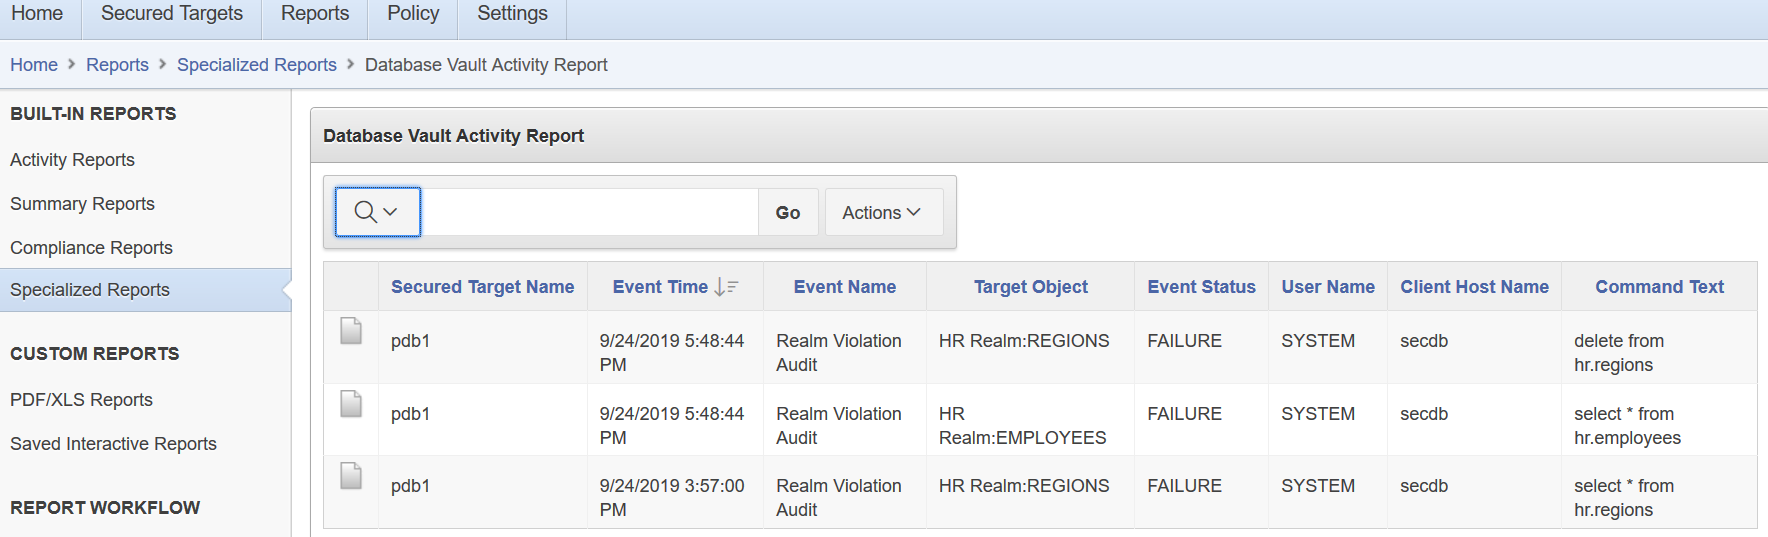 Home Secured Targets Reports Policy Settings
Home > Reports > Specialized Reports > Database Vault Activity Report
BUILT-IN REPORTS
Activity Reports
Summary Reports
Compliance Reports
Specialized Reports
CUSTOM REPORTS
PDF/XLS Reports
Saved Interactive Reports
REPORT WORKFLOW
Database Vault Activity Report
Go Actions
Secured Target Name Event Time Event Name Target Object Event Status User Name Client Host Name Command Text
pdb1 9/24/2019 5:48:44 Realm Violation HR Realm:REGIONS FAILURE SYSTEM secdb delete from
PM Audit hr.regions
pdb1 9/24/2019 5:48:44 Realm Violation HR FAILURE SYSTEM secdb select * from
PM Audit Realm:EMPLOYEES hr.employees
pdb1 9/24/2019 3:57:00 Realm Violation HR Realm:REGIONS FAILURE SYSTEM secdb select * from
PM Audit hr.regions